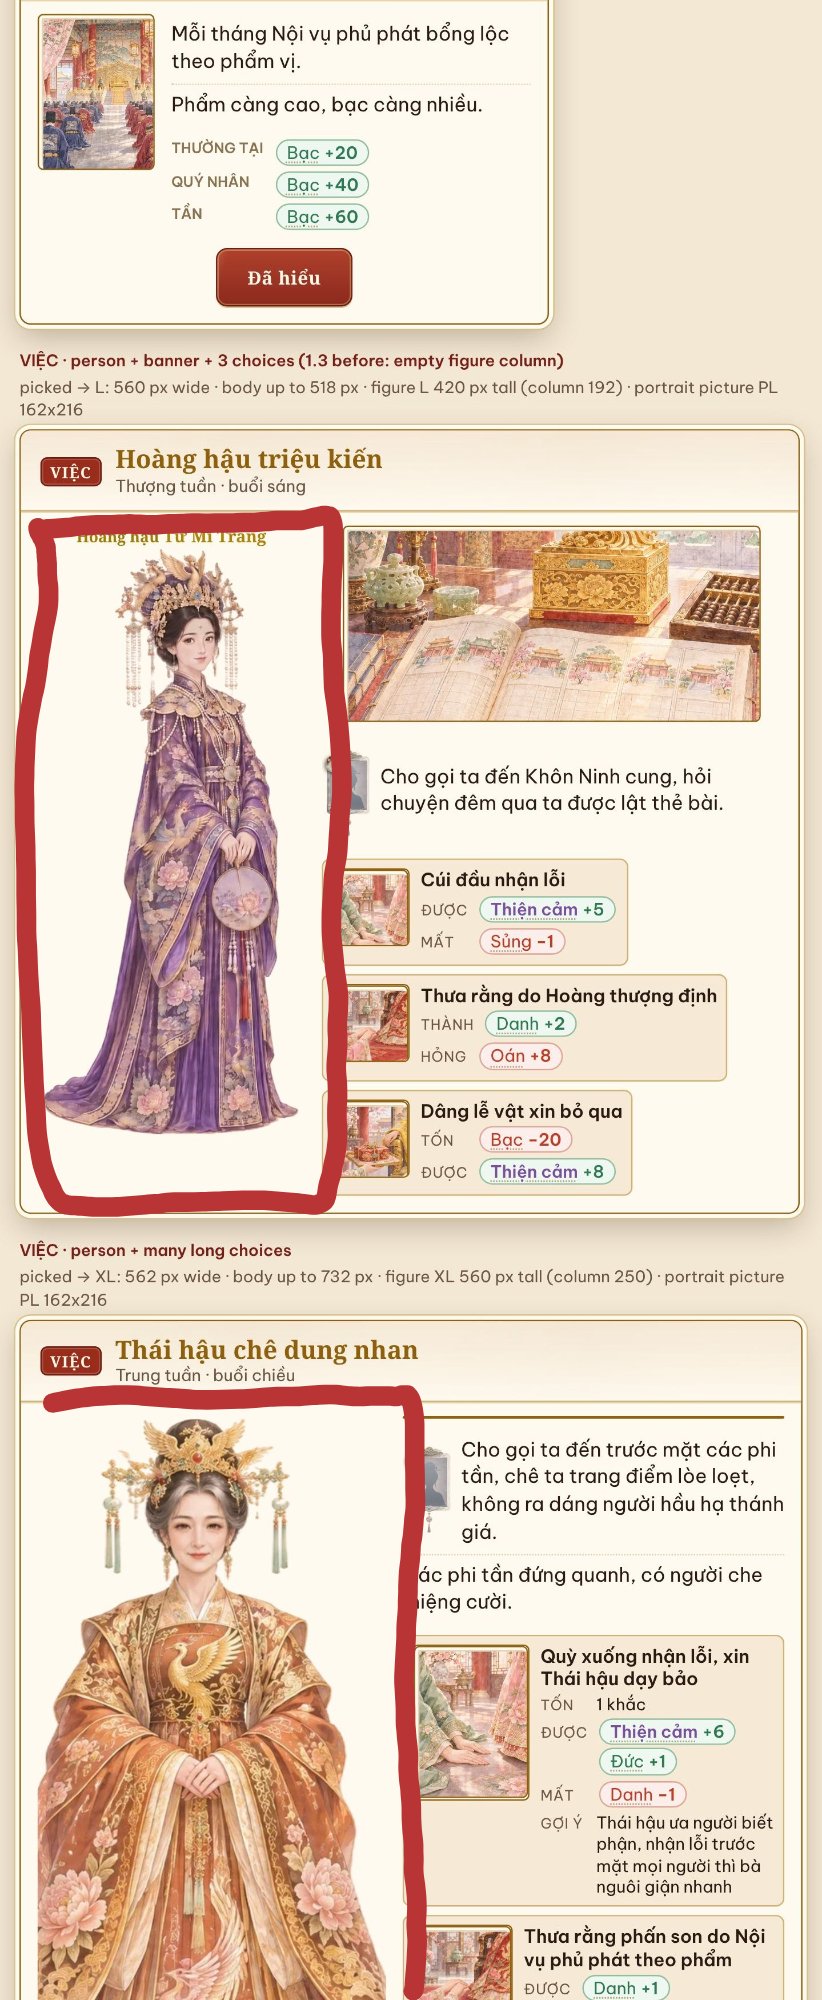 Mỗi tháng Nội vụ phủ phát bổng lộc
theo phẩm vị.
Phẩm càng cao, bạc càng nhiều.
THƯỜNG TẠI Bạc +20
QUÝ NHÂN Bạc +40
TẦN Bạc +60
Đã hiểu
VIỆC · person + banner + 3 choices (1.3 before: empty figure column)
picked → L: 560 px wide · body up to 518 px · figure L 420 px tall (column 192) · portrait picture PL
162x216
VIỆC
Hoàng hậu triệu kiến
Thượng tuần · buổi sáng
Hoàng hậu Từ Mi Trang
Cho gọi ta đến Khôn Ninh cung, hỏi
chuyện đêm qua ta được lật thẻ bài.
Cúi đầu nhận lỗi
ĐƯỢC Thiện cảm +5
MẤT Sủng −1
Thưa rằng do Hoàng thượng định
THÀNH Danh +2
HỎNG Oán +8
Dâng lễ vật xin bỏ qua
TỐN Bạc −20
ĐƯỢC Thiện cảm +8
VIỆC · person + many long choices
picked → XL: 562 px wide · body up to 732 px · figure XL 560 px tall (column 250) · portrait picture
PL 162x216
VIỆC
Thái hậu chê dung nhan
Trung tuần · buổi chiều
Cho gọi ta đến trước mặt các phi
tần, chê ta trang điểm lòe loẹt,
không ra dáng người hầu hạ thánh
giá.
ác phi tần đứng quanh, có người che
iệng cười.
Quỳ xuống nhận lỗi, xin
Thái hậu dạy bảo
TỐN 1 khắc
ĐƯỢC Thiện cảm +6
Đức +1
MẤT Danh −1
GỢI Ý Thái hậu ưa người biết
phận, nhận lỗi trước
mặt mọi người thì bà
nguôi giận nhanh
Thưa rằng phấn son do Nội
vụ phủ phát theo phẩm
ĐƯỢC Danh +1